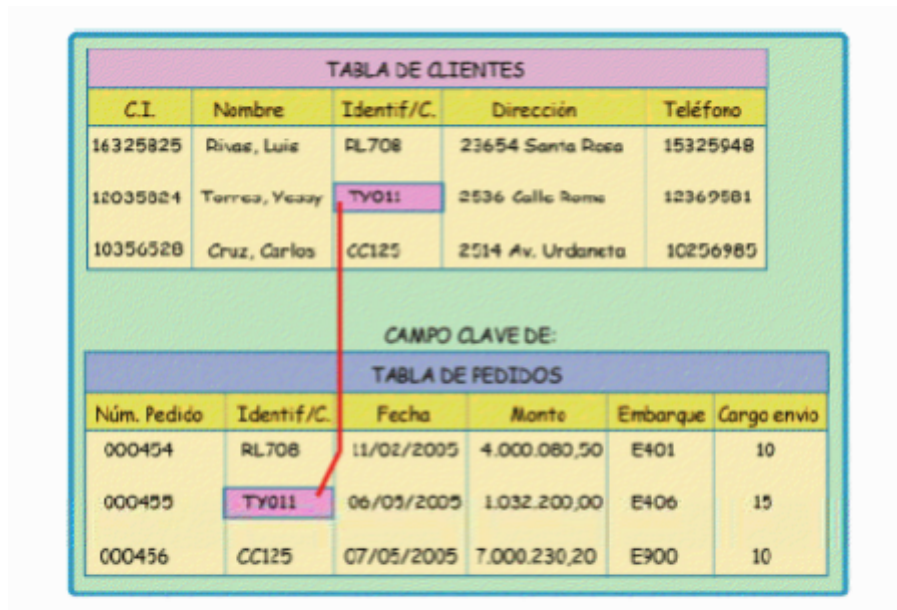 TABLA DE CLIENTES
C.I. Nombre Identif/C. Dirección Teléfono
16325825 Rivas, Luis RL708 23654 Santa Rosa 15325948
12035824 Torres, Yessy TY011 2536 Calle Roma 12369581
10356528 Cruz, Carlos CC125 2514 Av. Urdaneta 10256985
CAMPO CLAVE DE:
TABLA DE PEDIDOS
Núm. Pedido Identif/C. Fecha Monto Embarque Cargo envio
000454 RL708 11/02/2005 4.000.080,50 E401 10
000455 TY011 06/05/2005 1.032.200,00 E406 15
000456 CC125 07/05/2005 7.000.230,20 E900 10